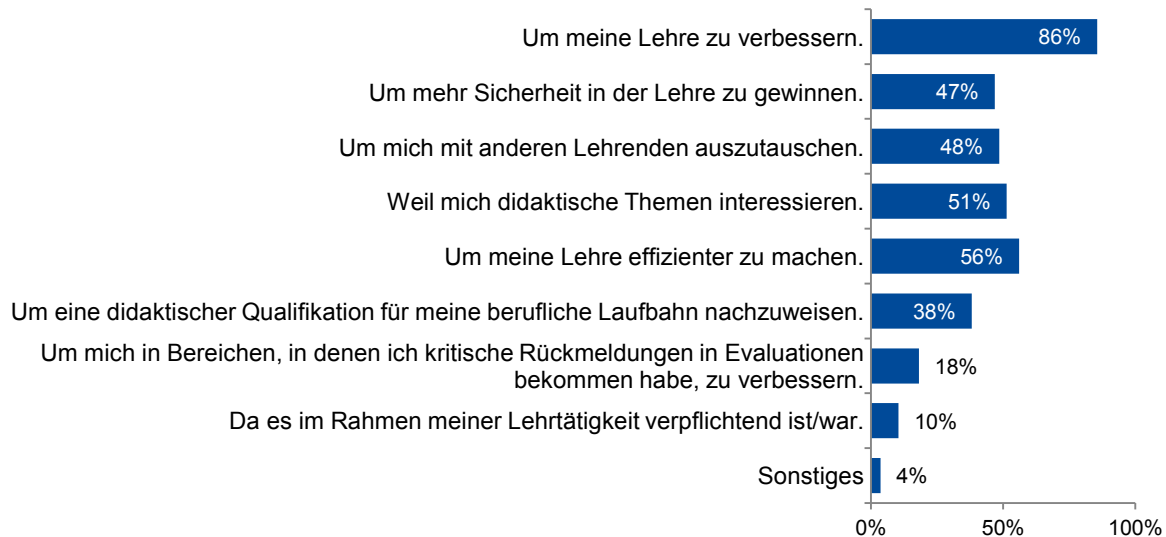 Um meine Lehre zu verbessern. 86%
Um mehr Sicherheit in der Lehre zu gewinnen. 47%
Um mich mit anderen Lehrenden auszutauschen. 48%
Weil mich didaktische Themen interessieren. 51%
Um meine Lehre effizienter zu machen. 56%
Um eine didaktischer Qualifikation für meine berufliche Laufbahn nachzuweisen. 38%
Um mich in Bereichen, in denen ich kritische Rückmeldungen in Evaluationen
bekommen habe, zu verbessern. 18%
Da es im Rahmen meiner Lehrtätigkeit verpflichtend ist/war. 10%
Sonstiges 4%
0% 50% 100%